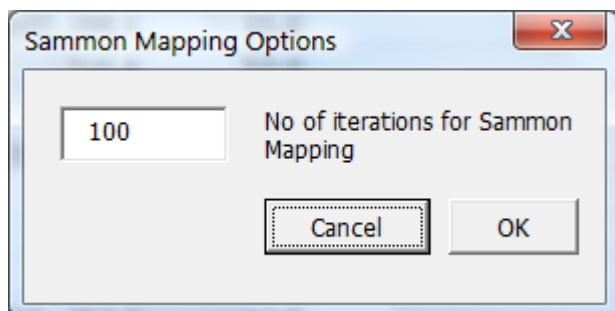 Sammon Mapping Options
100
No of iterations for Sammon
Mapping
Cancel
OK